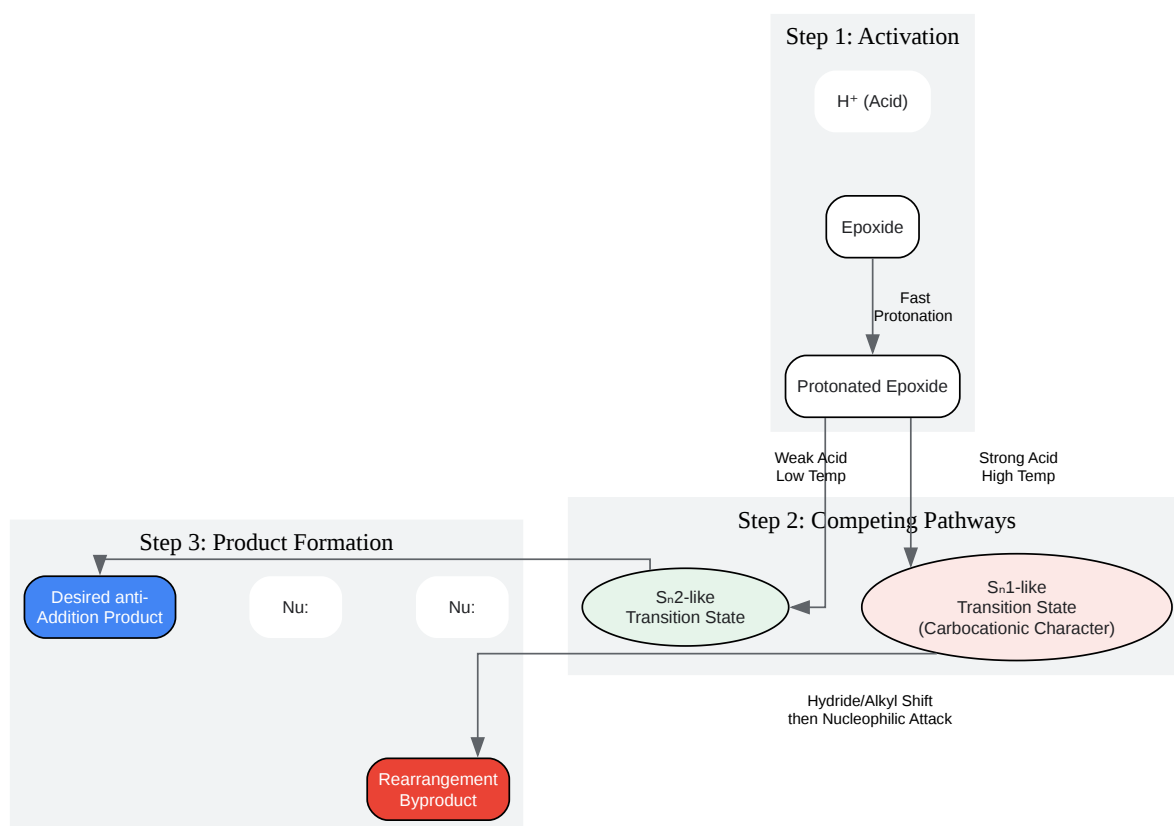 Step 1: Activation
H⁺ (Acid)
Epoxide
Fast
Protonation
Protonated Epoxide
Weak Acid
Low Temp
Strong Acid
High Temp
Step 2: Competing Pathways
Sₙ2-like
Transition State
Sₙ1-like
Transition State
(Carbocationic Character)
Step 3: Product Formation
Desired anti-
Addition Product
Nu:
Nu:
Hydride/Alkyl Shift
then Nucleophilic Attack
Rearrangement
Byproduct